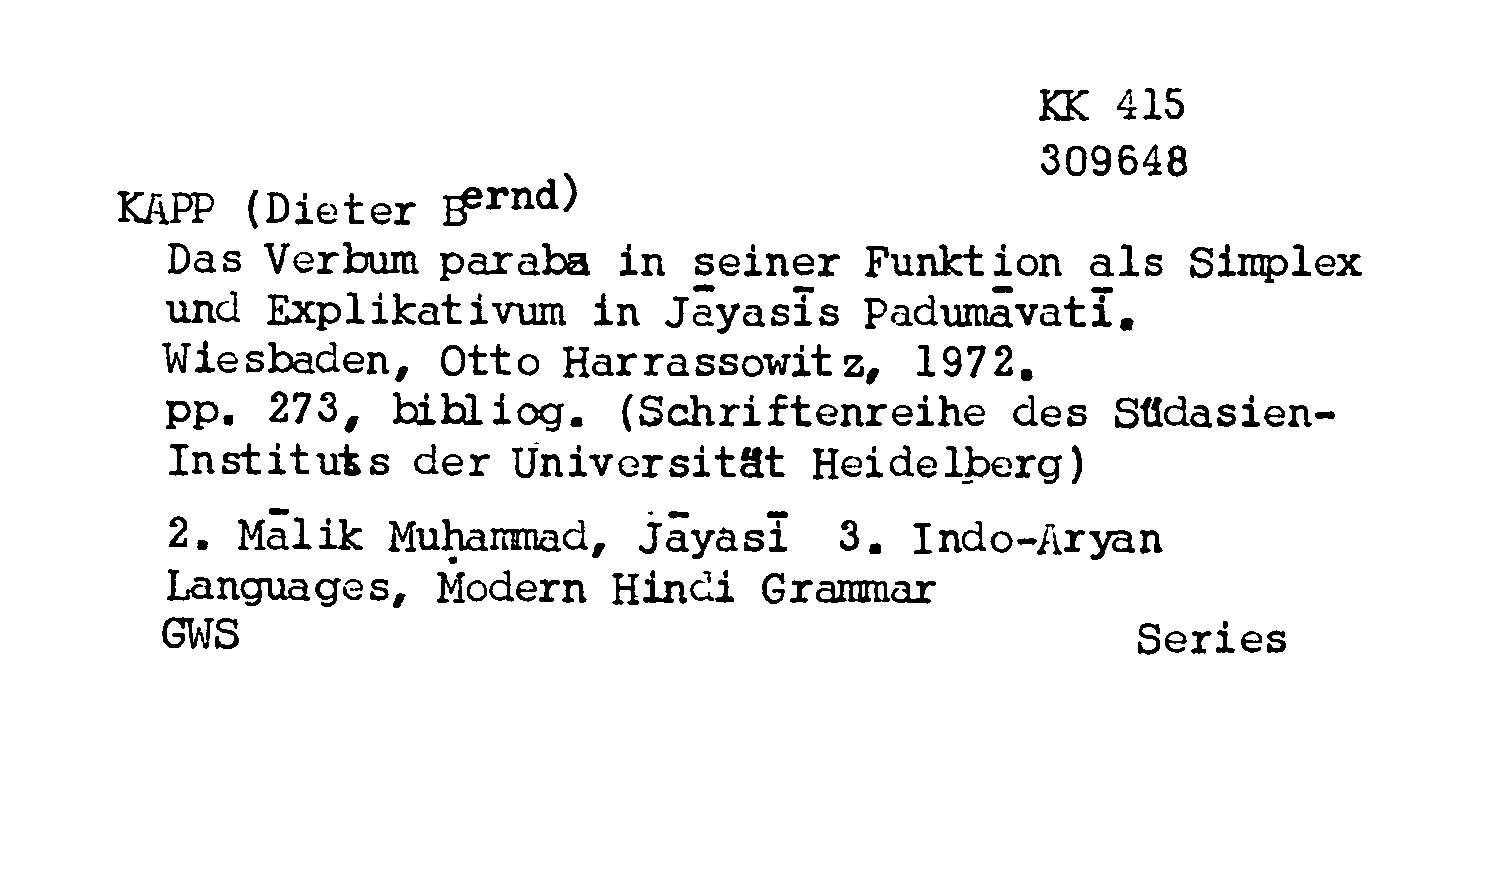 KK 415
309648
KAPP (Dieter Bernd)
Das Verbum paraba in seiner Funktion als Simplex
und Explikativum in Jāyasīs Padumāvatī.
Wiesbaden, Otto Harrassowitz, 1972.
pp. 273, bibliog. (Schriftenreihe des Südasien-
Instituts der Universität Heidelberg)
2. Mālik Muḥammad, Jāyasī 3. Indo-Aryan
Languages, Modern Hindi Grammar
GWS Series